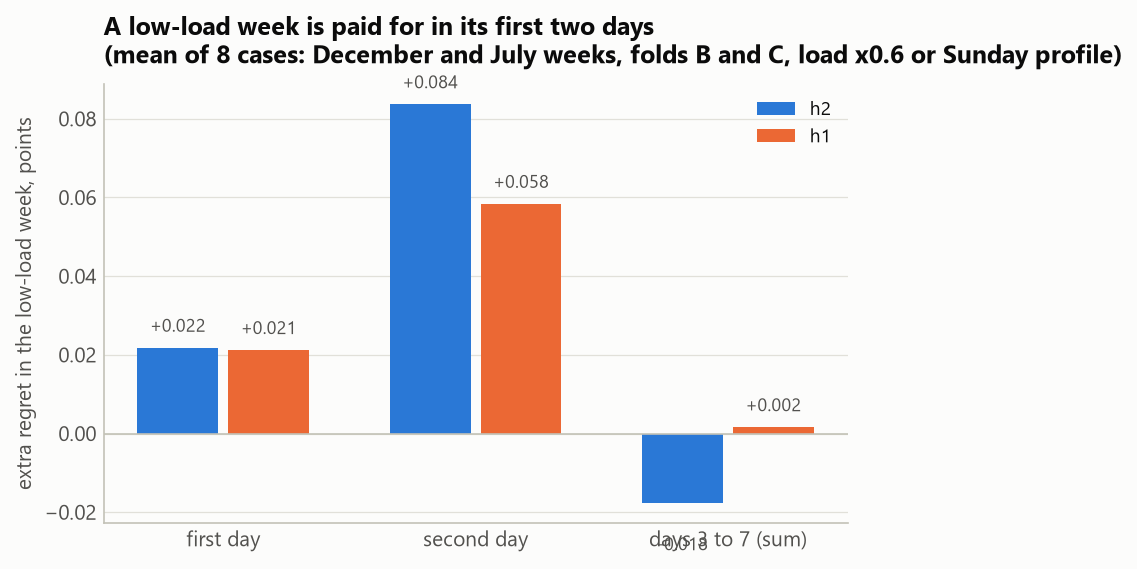 A low-load week is paid for in its first two days
(mean of 8 cases: December and July weeks, folds B and C, load x0.6 or Sunday profile)
extra regret in the low-load week, points
0.08
0.06
0.04
0.02
0.00
−0.02
+0.022
+0.021
+0.084
+0.058
+0.002
-0.018
h2
h1
first day
second day
days 3 to 7 (sum)